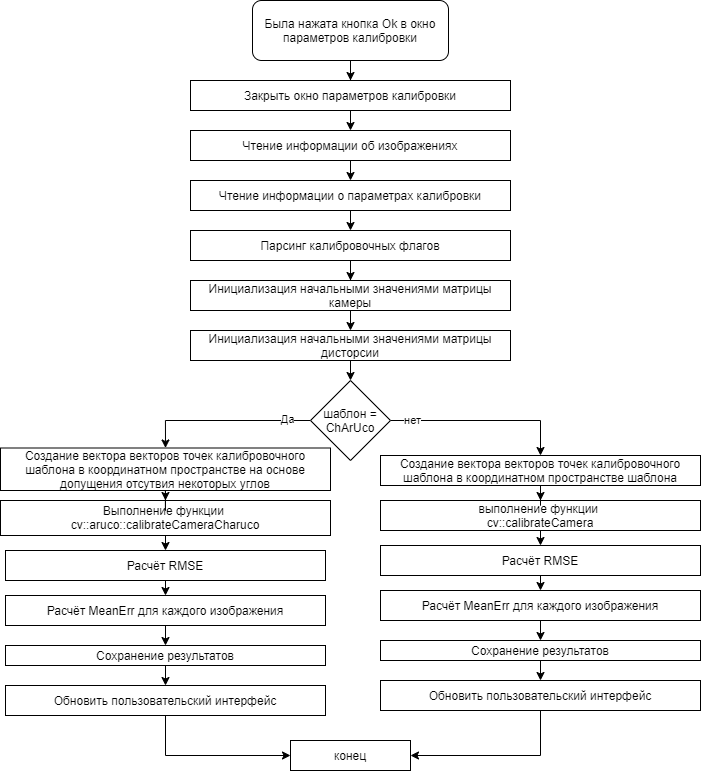 Была нажата кнопка Ok в окно
параметров калибровки
Закрыть окно параметров калибровки
Чтение информации об изображениях
Чтение информации о параметрах калибровки
Парсинг калибровочных флагов
Инициализация начальными значениями матрицы
камеры
Инициализация начальными значениями матрицы
дисторсии
шаблон =
ChArUco
Да
нет
Создание вектора векторов точек калибровочного
шаблона в координатном пространстве на основе
допущения отсутвия некоторых углов
Выполнение функции
cv::aruco::calibrateCameraCharuco
Расчёт RMSE
Расчёт MeanErr для каждого изображения
Сохранение результатов
Обновить пользовательский интерфейс
Создание вектора векторов точек калибровочного
шаблона в координатном пространстве шаблона
выполнение функции
cv::calibrateCamera
Расчёт RMSE
Расчёт MeanErr для каждого изображения
Сохранение результатов
Обновить пользовательский интерфейс
конец